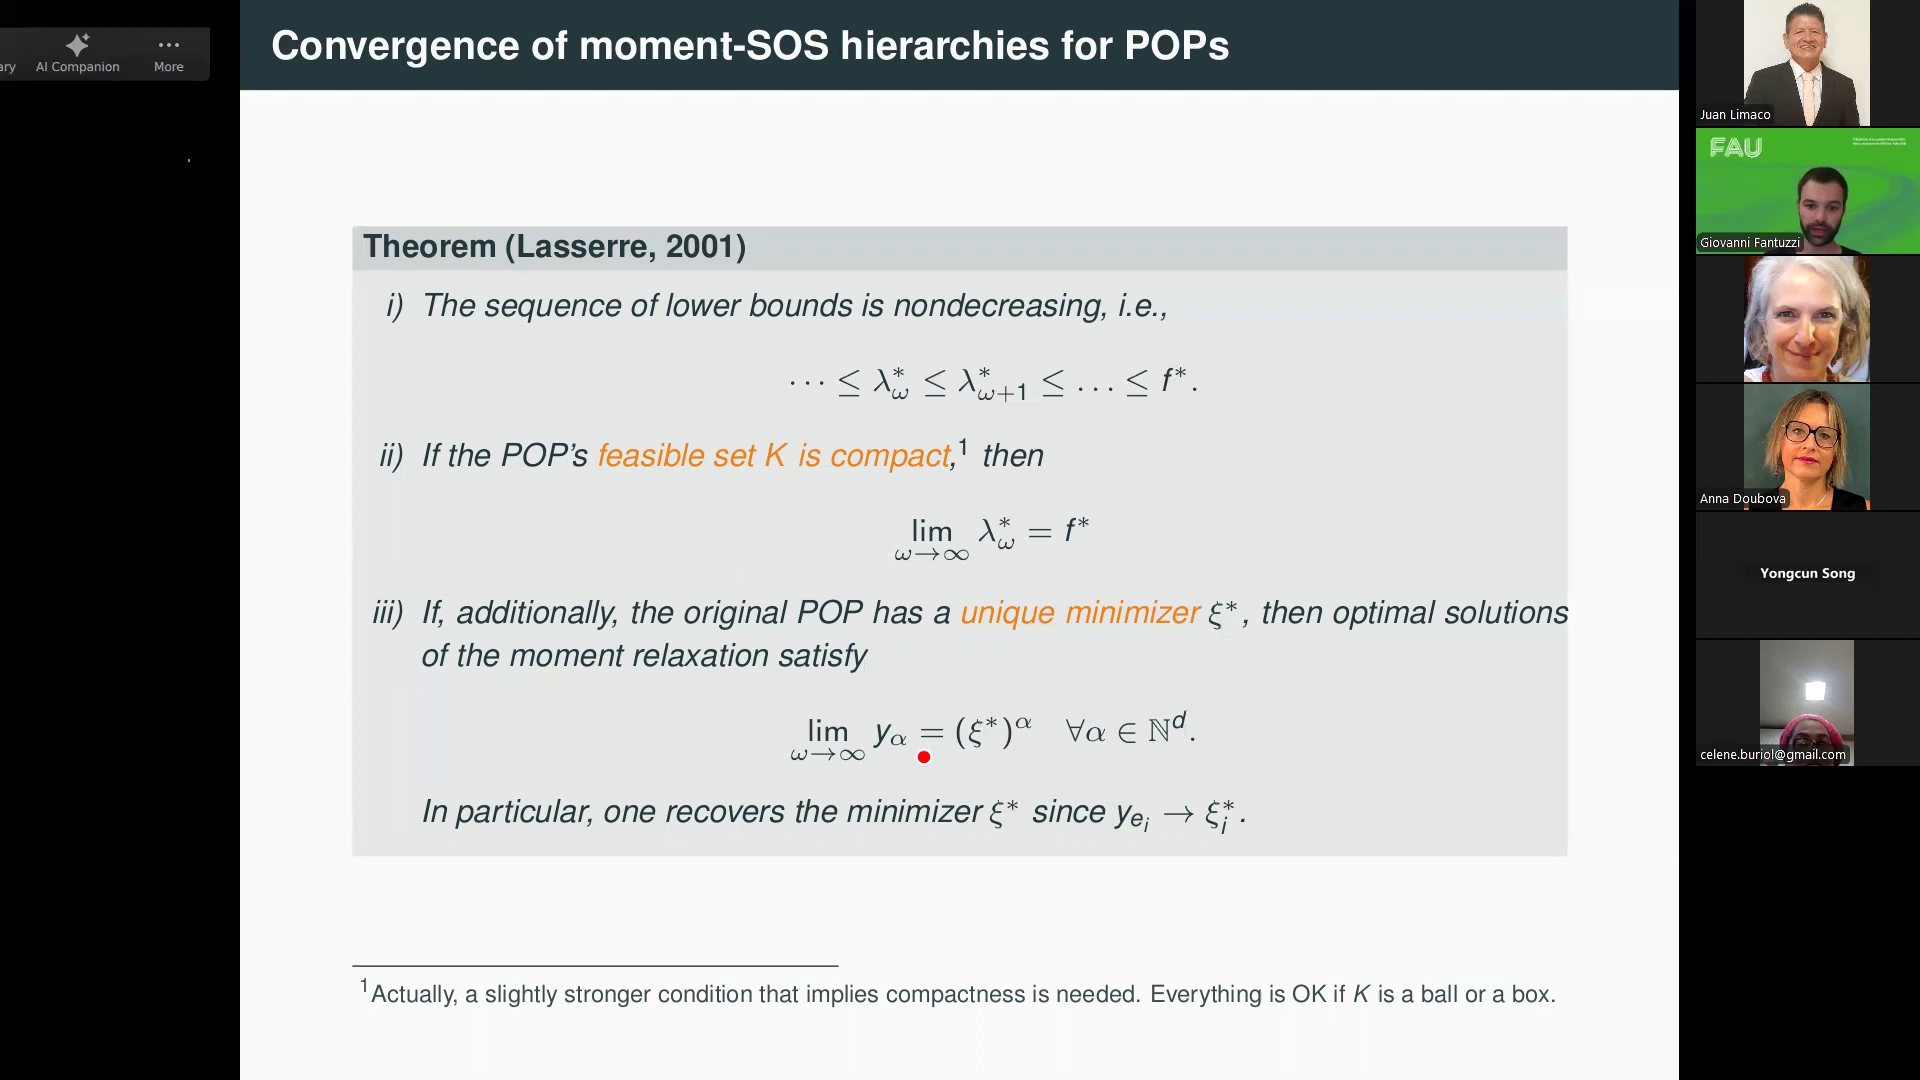 Convergence of moment-SOS hierarchies for POPs
ary AI Companion More
Theorem (Lasserre, 2001)
i) The sequence of lower bounds is nondecreasing, i.e.,
⋯ ≤ λ*_ω ≤ λ*_{ω+1} ≤ … ≤ f*.
ii) If the POP's feasible set K is compact,¹ then
lim_{ω→∞} λ*_ω = f*
iii) If, additionally, the original POP has a unique minimizer ξ*, then optimal solutions
of the moment relaxation satisfy
lim_{ω→∞} y_α = (ξ*)^α ∀α ∈ ℕ^d.
In particular, one recovers the minimizer ξ* since y_{e_i} → ξ*_i.
¹Actually, a slightly stronger condition that implies compactness is needed. Everything is OK if K is a ball or a box.
Juan Limaco
FAU
Giovanni Fantuzzi
Anna Doubova
Yongcun Song
celene.buriol@gmail.com